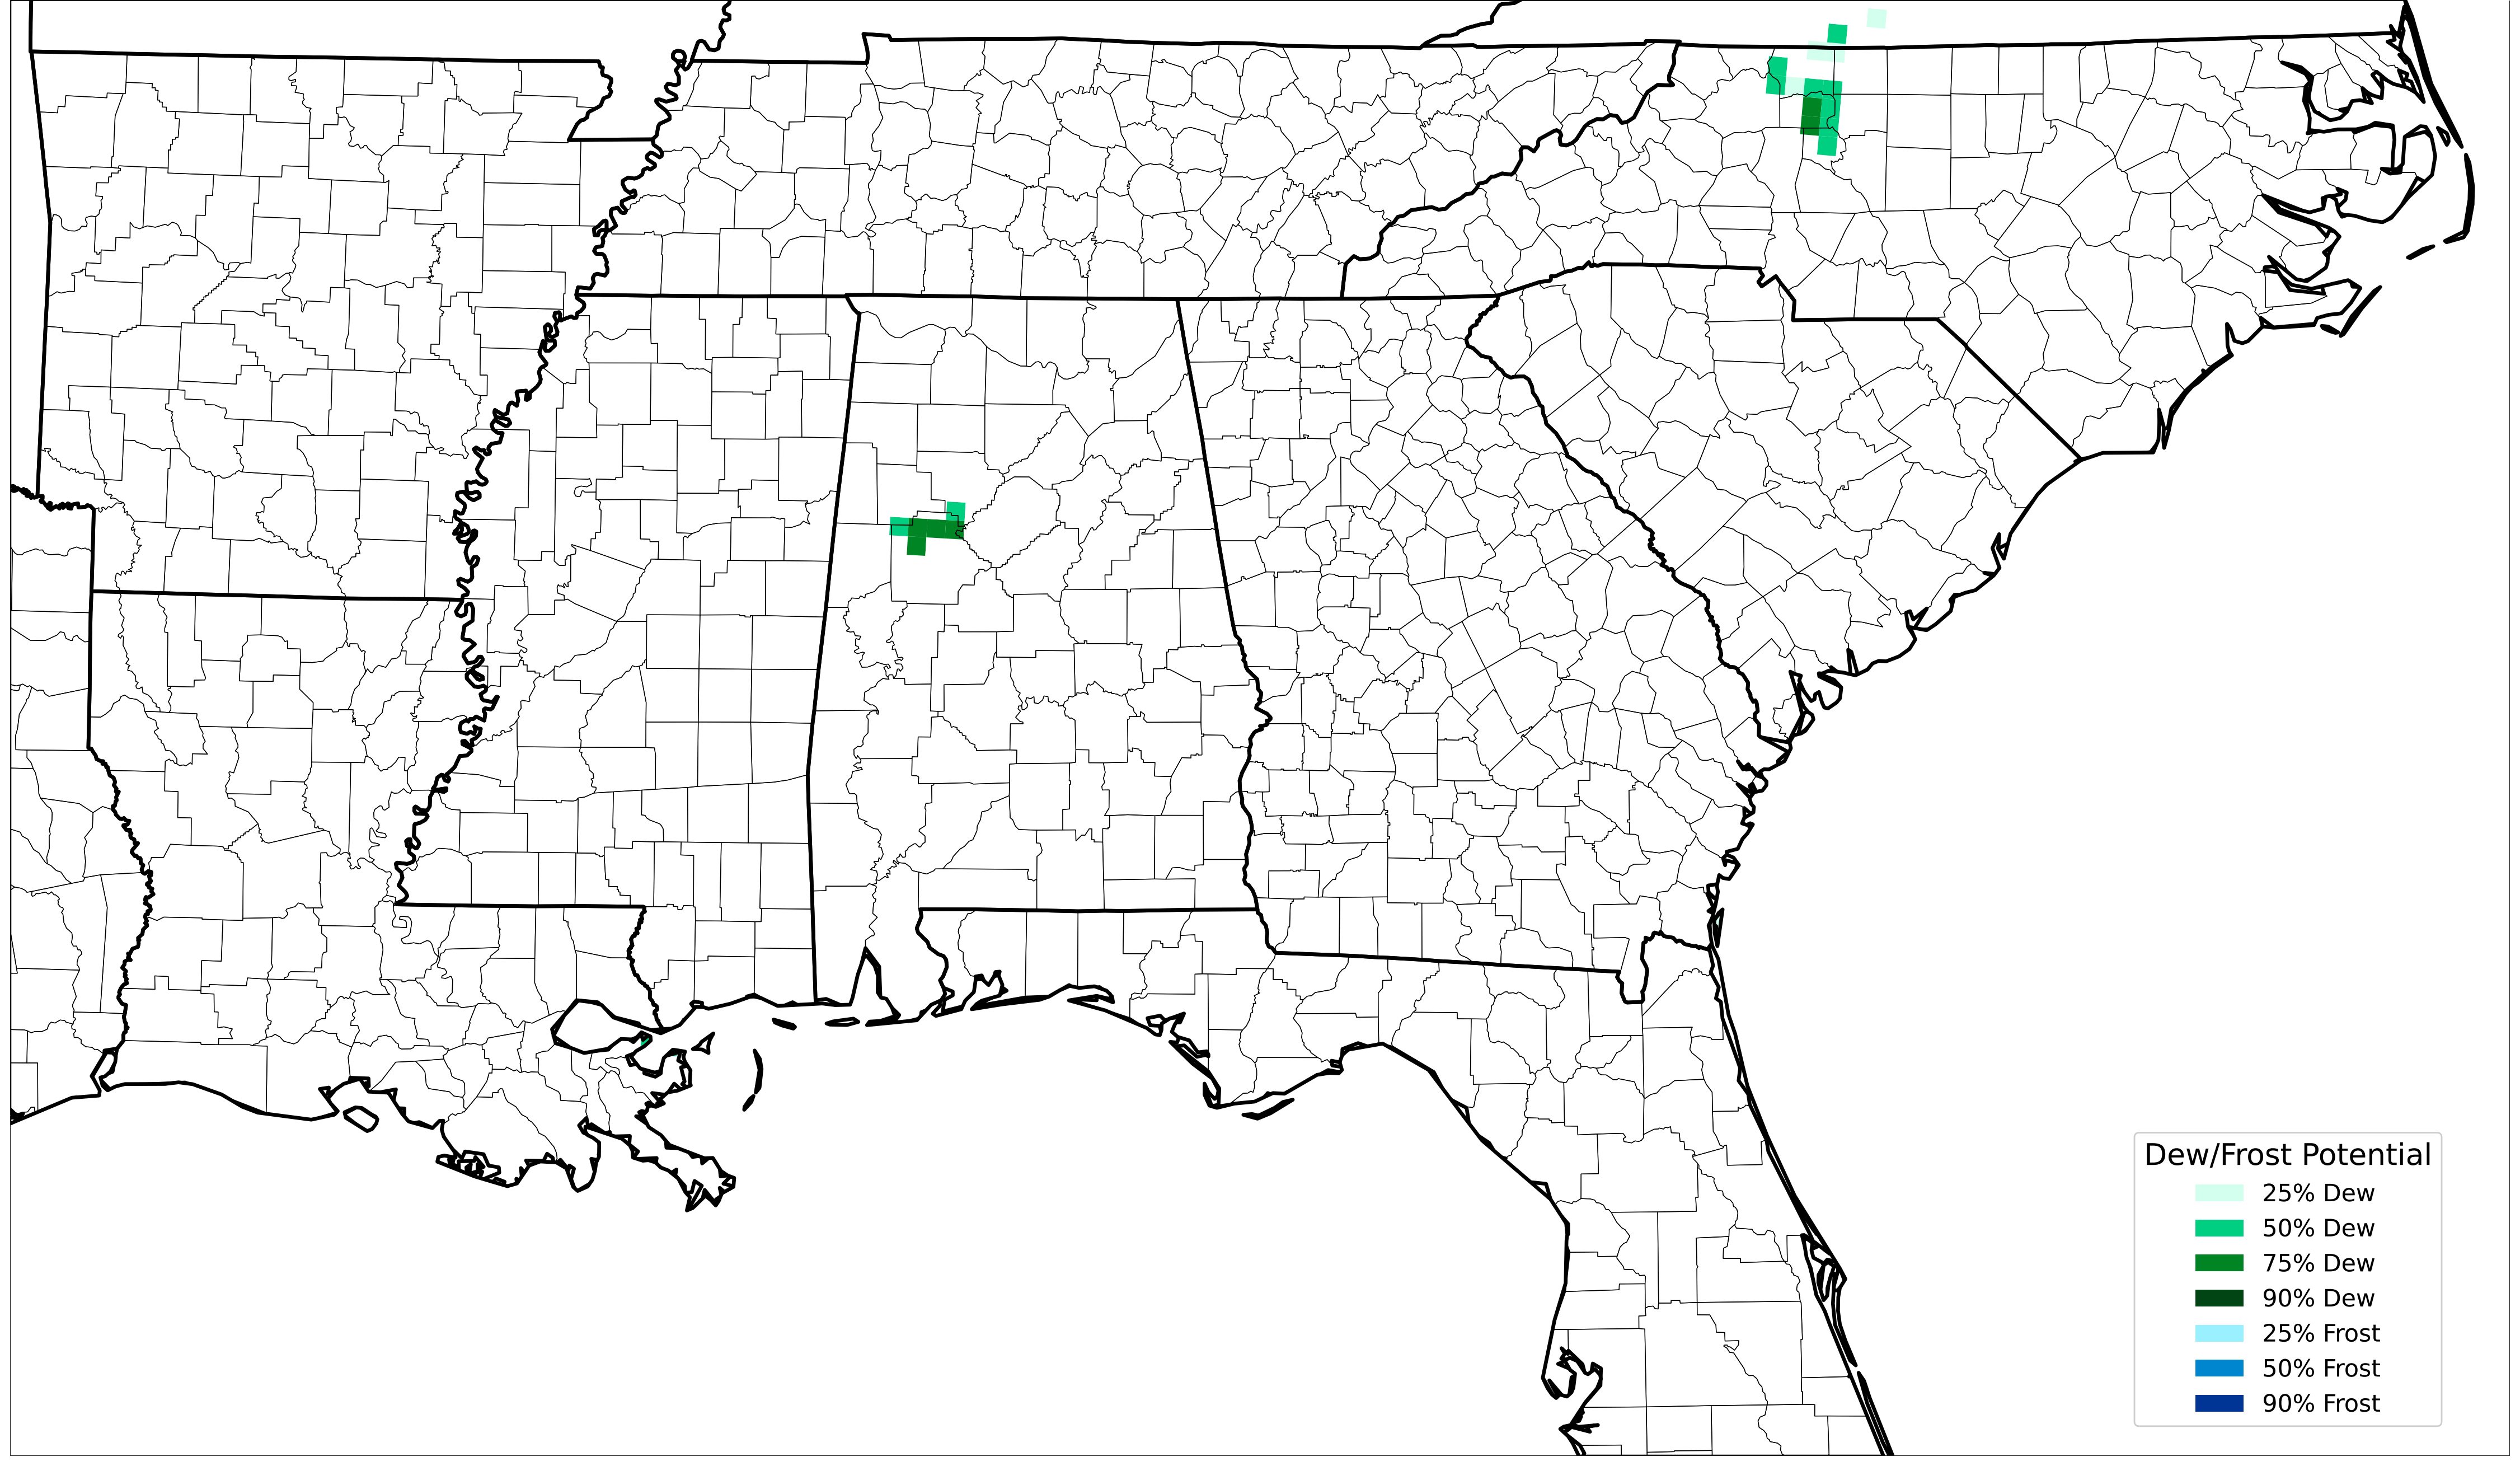 Dew/Frost Potential
25% Dew
50% Dew
75% Dew
90% Dew
25% Frost
50% Frost
90% Frost